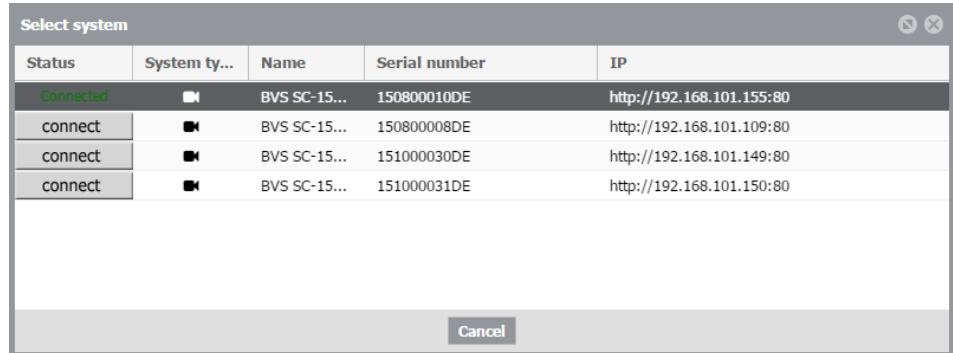 Select system
Status System ty... Name Serial number IP
Connected BVS SC-15... 150800010DE http://192.168.101.155:80
connect BVS SC-15... 150800008DE http://192.168.101.109:80
connect BVS SC-15... 151000030DE http://192.168.101.149:80
connect BVS SC-15... 151000031DE http://192.168.101.150:80
Cancel